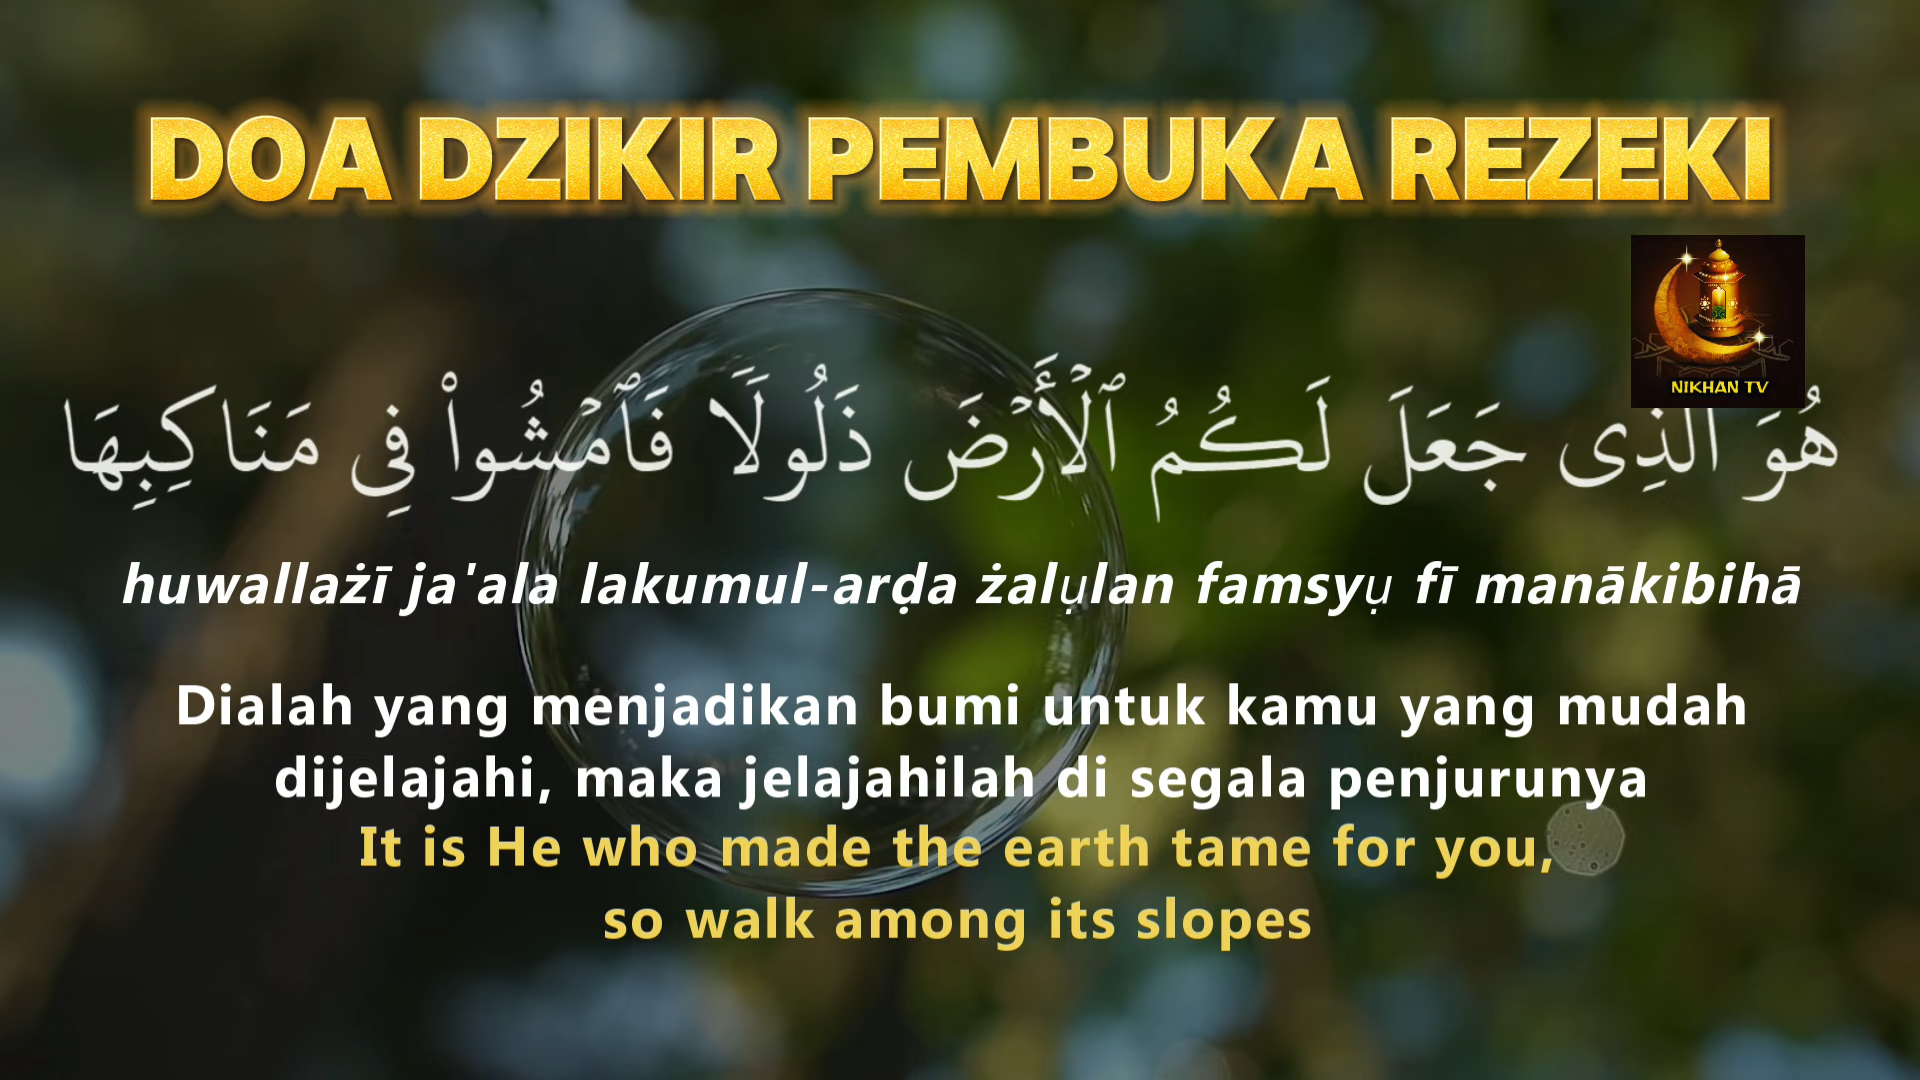 DOA DZIKIR PEMBUKA REZEKI
NIKHAN TV
هُوَ ٱلَّذِى جَعَلَ لَكُمُ ٱلْأَرْضَ ذَلُولًا فَٱمْشُوا۟ فِى مَنَاكِبِهَا
huwallażī ja'ala lakumul-arḍa żalụlan famsyụ fī manākibihā
Dialah yang menjadikan bumi untuk kamu yang mudah
dijelajahi, maka jelajahilah di segala penjurunya
It is He who made the earth tame for you,
so walk among its slopes